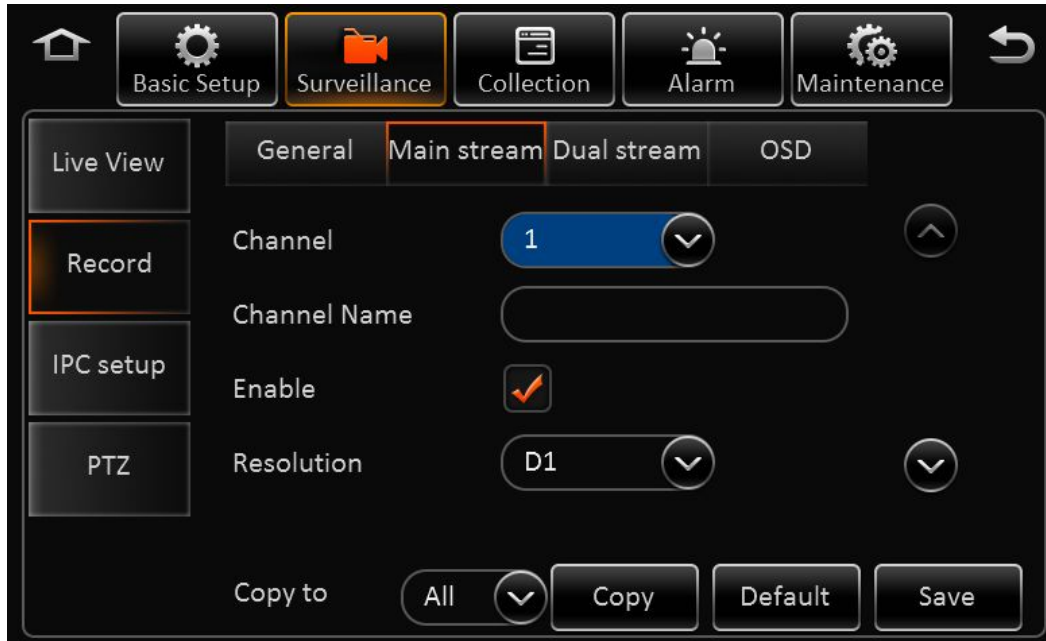 Basic Setup Surveillance Collection Alarm Maintenance
Live View
Record
IPC setup
PTZ
General Main stream Dual stream OSD
Channel 1
Channel Name
Enable
Resolution D1
Copy to All Copy Default Save